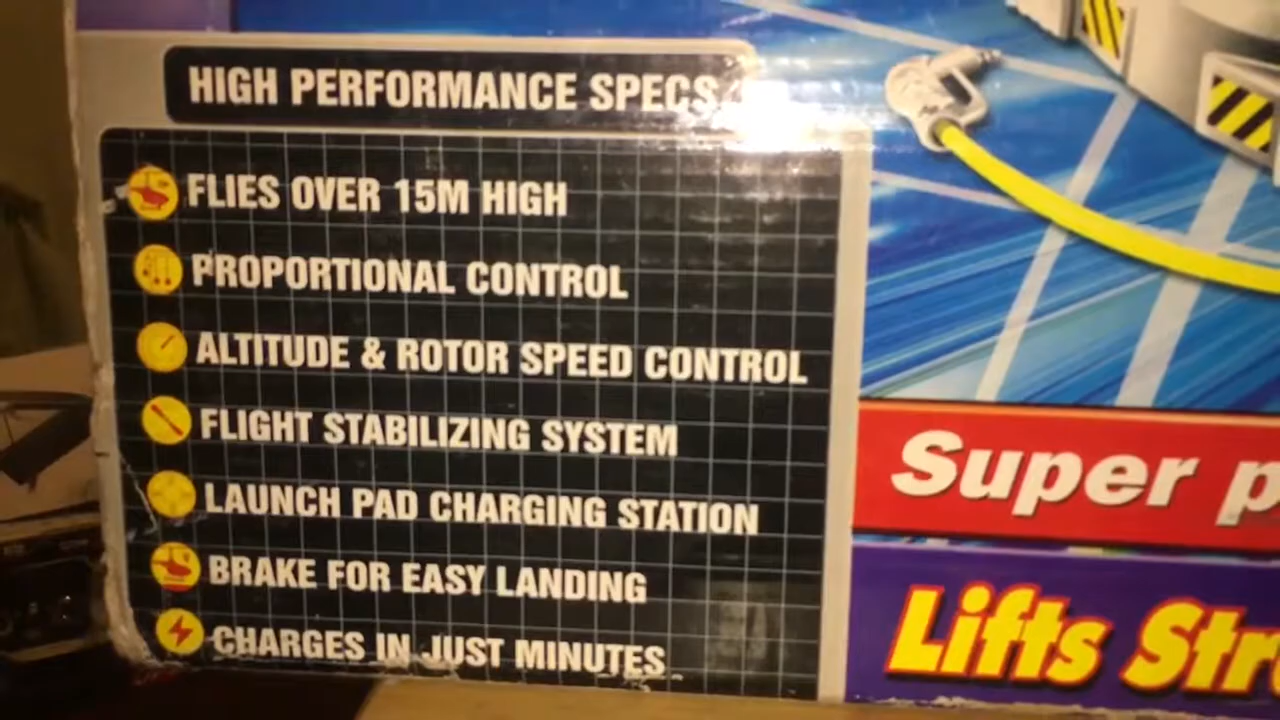 HIGH PERFORMANCE SPECS
FLIES OVER 15M HIGH
PROPORTIONAL CONTROL
ALTITUDE & ROTOR SPEED CONTROL
FLIGHT STABILIZING SYSTEM
LAUNCH PAD CHARGING STATION
BRAKE FOR EASY LANDING
CHARGES IN JUST MINUTES
Super p
Lifts Str